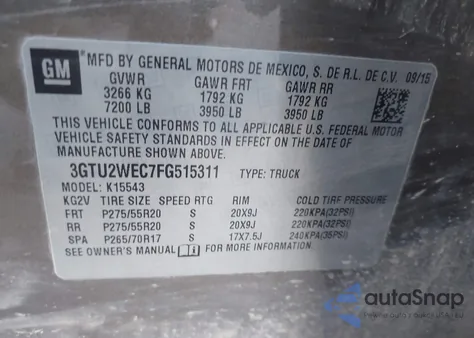 GM
MFD BY GENERAL MOTORS DE MEXICO, S. DE R.L. DE C.V. 09/15
GVWR GAWR FRT GAWR RR
3266 KG 1792 KG 1792 KG
7200 LB 3950 LB 3950 LB
THIS VEHICLE CONFORMS TO ALL APPLICABLE U.S. FEDERAL MOTOR
VEHICLE SAFETY STANDARDS IN EFFECT ON THE DATE OF
MANUFACTURE SHOWN ABOVE.
3GTU2WEC7FG515311 TYPE: TRUCK
MODEL: K15543
KG2V TIRE SIZE SPEED RTG RIM COLD TIRE PRESSURE
FRT P275/55R20 S 20X9J 220KPA(32PSI)
RR P275/55R20 S 20X9J 220KPA(32PSI)
SPA P265/70R17 S 17X7.5J 240KPA(35PSI)
SEE OWNER'S MANUAL FOR MORE INFORMATION
autoSnap